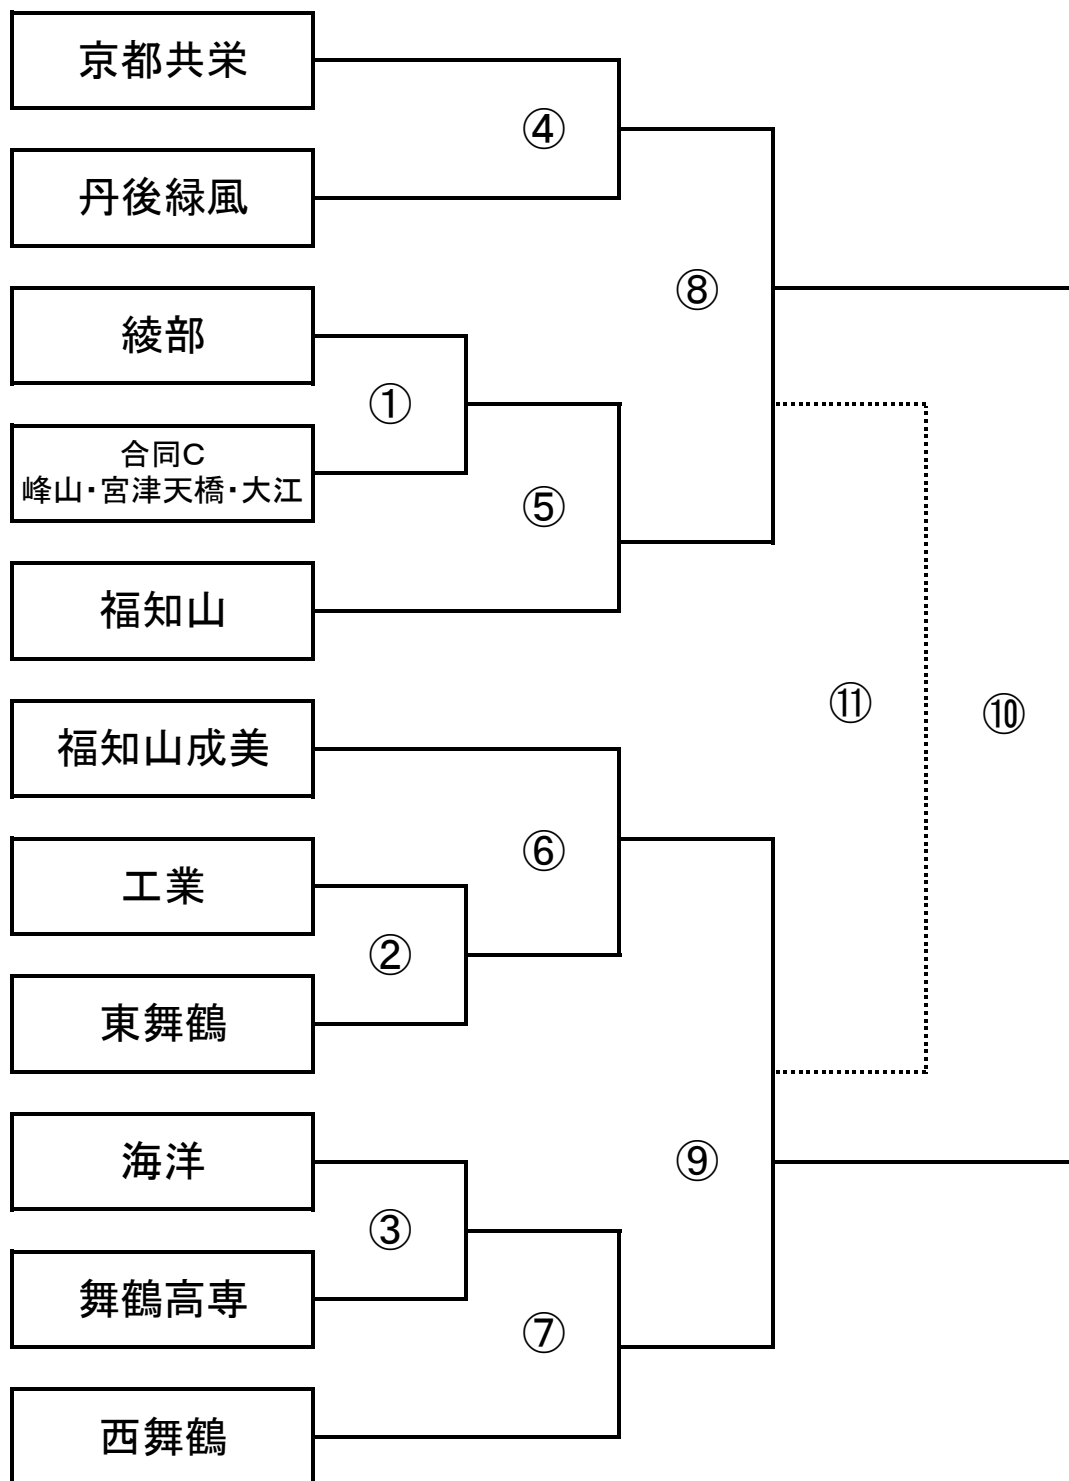 京都共栄
④
丹後緑風
⑧
綾部
①
合同C
峰山・宮津天橋・大江
⑤
福知山
⑪
⑩
福知山成美
⑥
工業
②
東舞鶴
海洋
⑨
③
舞鶴高専
⑦
西舞鶴